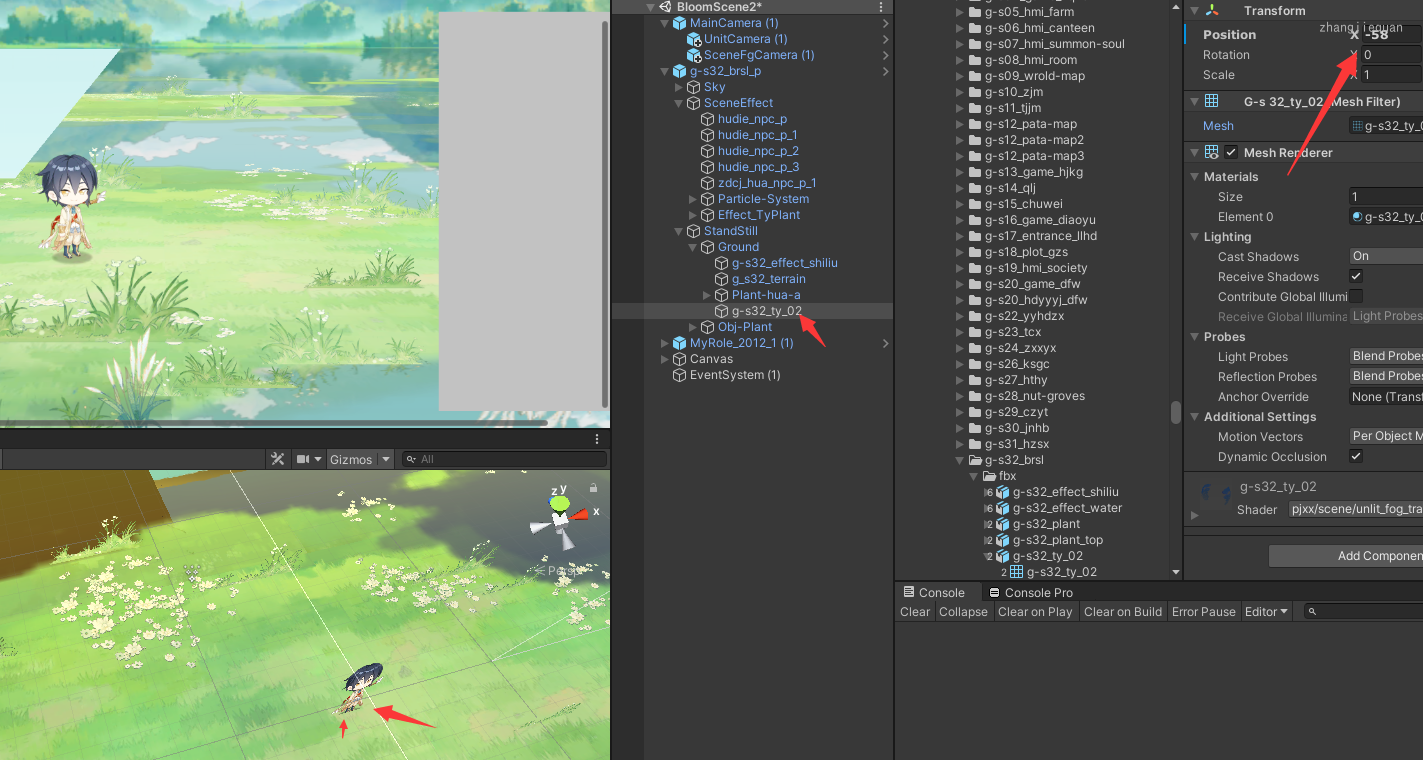 BloomScene2*
MainCamera (1)
UnitCamera (1)
SceneFgCamera (1)
g-s32_brsl_p
Sky
SceneEffect
hudie_npc_p
hudie_npc_p_1
hudie_npc_p_2
hudie_npc_p_3
zdcj_hua_npc_p_1
Particle-System
Effect_TyPlant
StandStill
Ground
g-s32_effect_shiliu
g_s32_terrain
Plant-hua-a
g-s32_ty_02
Obj-Plant
MyRole_2012_1 (1)
Canvas
EventSystem (1)
Gizmos
All
z y
x
Persp
g-s05_hmi_farm
g-s06_hmi_canteen
g-s07_hmi_summon-soul
g-s08_hmi_room
g-s09_wrold-map
g-s10_zjm
g-s11_tjjm
g-s12_pata-map
g-s12_pata-map2
g-s12_pata-map3
g-s13_game_hjkg
g-s14_qlj
g-s15_chuwei
g-s16_game_diaoyu
g-s17_entrance_llhd
g-s18_plot_gzs
g-s19_hmi_society
g-s20_game_dfw
g-s20_hdyyyj_dfw
g-s22_yyhdzx
g-s23_tcx
g-s24_zxxyx
g-s26_ksgc
g-s27_hthy
g-s28_nut-groves
g-s29_czyt
g-s30_jnhb
g-s31_hzsx
g-s32_brsl
fbx
6 g-s32_effect_shiliu
6 g-s32_effect_water
2 g-s32_plant
2 g-s32_plant_top
2 g-s32_ty_02
2 g-s32_ty_02
Transform
zhangjiequan
Position X -58
Rotation X 0
Scale X 1
G-s 32_ty_02 (Mesh Filter)
Mesh g-s32_ty_0
Mesh Renderer
Materials
Size 1
Element 0 g-s32_ty_0
Lighting
Cast Shadows On
Receive Shadows
Contribute Global Illumi
Receive Global Illumina Light Probes
Probes
Light Probes Blend Probes
Reflection Probes Blend Probes
Anchor Override None (Transf
Additional Settings
Motion Vectors Per Object M
Dynamic Occlusion
g-s32_ty_02
Shader pjxx/scene/unlit_fog_tra
Add Componen
Console Console Pro
Clear Collapse Clear on Play Clear on Build Error Pause Editor